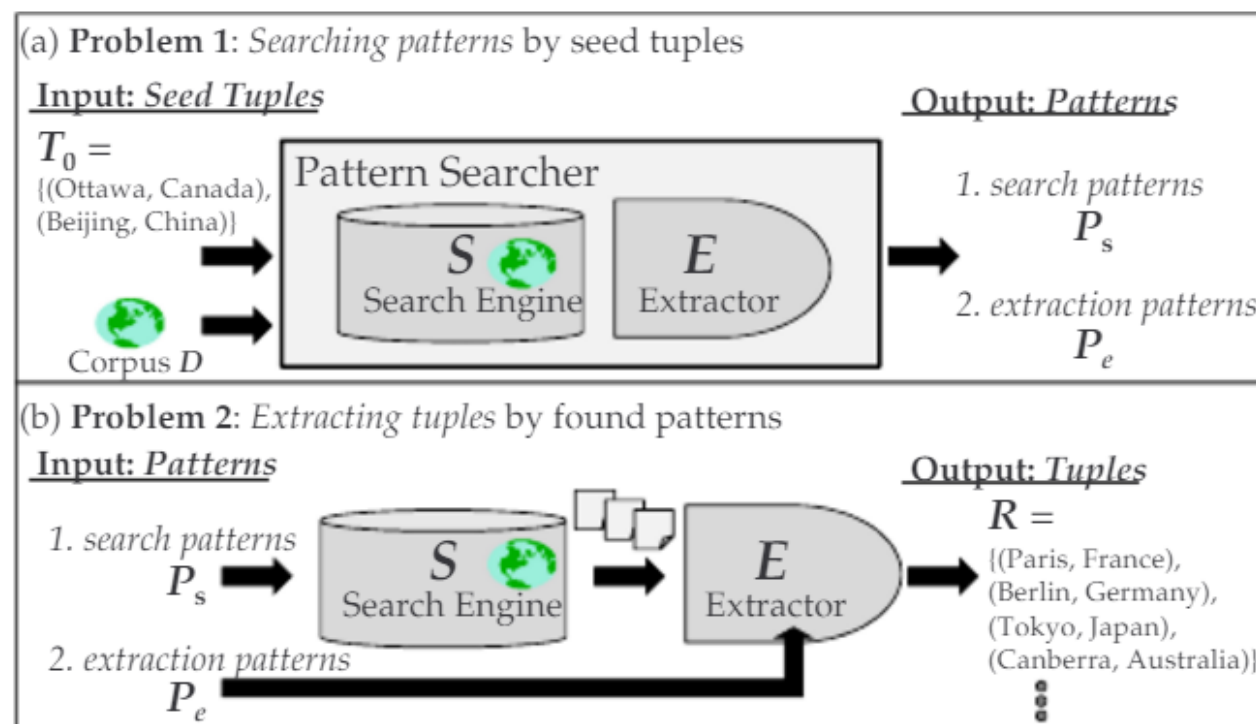 (a) Problem 1: Searching patterns by seed tuples
Input: Seed Tuples
T0 =
{(Ottawa, Canada),
(Beijing, China)}
Corpus D
Pattern Searcher
S
Search Engine
E
Extractor
Output: Patterns
1. search patterns
Ps
2. extraction patterns
Pe
(b) Problem 2: Extracting tuples by found patterns
Input: Patterns
1. search patterns
Ps
2. extraction patterns
Pe
S
Search Engine
E
Extractor
Output: Tuples
R =
{(Paris, France),
(Berlin, Germany),
(Tokyo, Japan),
(Canberra, Australia)}